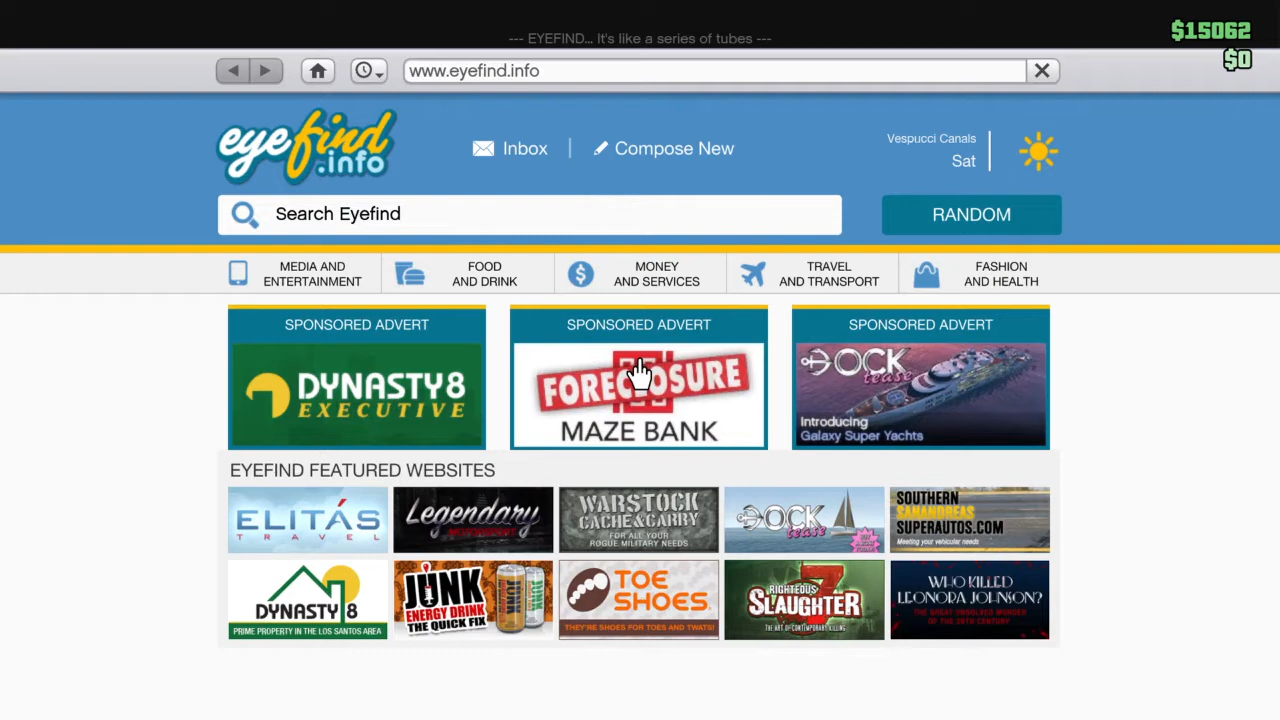 $15062
--- EYEFIND... It's like a series of tubes ---
$0
www.eyefind.info
eyefind.info
Inbox
Compose New
Vespucci Canals
Sat
Search Eyefind
RANDOM
MEDIA AND ENTERTAINMENT
FOOD AND DRINK
MONEY AND SERVICES
TRAVEL AND TRANSPORT
FASHION AND HEALTH
SPONSORED ADVERT
DYNASTY8
EXECUTIVE
SPONSORED ADVERT
FORECLOSURE
MAZE BANK
SPONSORED ADVERT
DOCK
tease
Introducing
Galaxy Super Yachts
EYEFIND FEATURED WEBSITES
ELITÁS
TRAVEL
Legendary
MOTORSPORT
WARSTOCK
CACHE & CARRY
FOR ALL YOUR
ROGUE MILITARY NEEDS
DOCK
tease
SOUTHERN
SAN ANDREAS
SUPERAUTOS.COM
Meeting your vehicular needs
DYNASTY 8
PRIME PROPERTY IN THE LOS SANTOS AREA
JUNK
ENERGY DRINK
THE QUICK FIX
TOE
SHOES
THEY'RE SHOES FOR TOES AND TWATS!
RIGHTEOUS
SLAUGHTER
7
THE ART OF CONTEMPORARY KILLING
WHO KILLED
LEONORA JOHNSON?
THE GREAT UNSOLVED WONDER
OF THE 20TH CENTURY